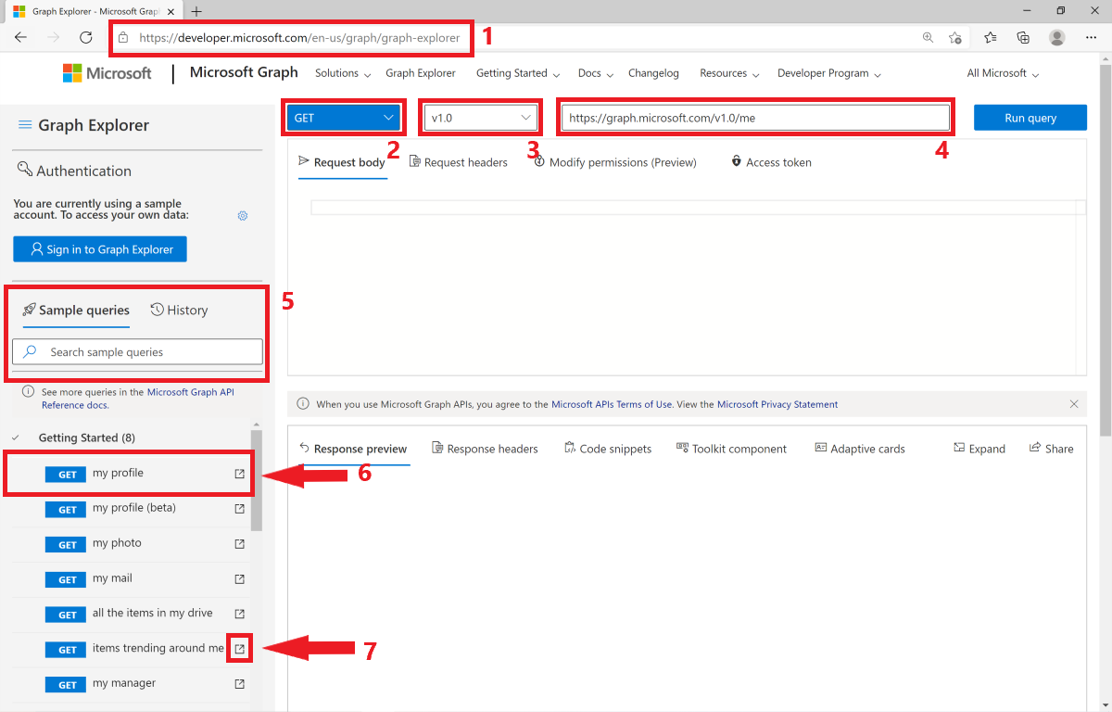 Graph Explorer - Microsoft Graph
https://developer.microsoft.com/en-us/graph/graph-explorer
1
Microsoft
Microsoft Graph
Solutions
Graph Explorer
Getting Started
Docs
Changelog
Resources
Developer Program
All Microsoft
Graph Explorer
Authentication
You are currently using a sample
account. To access your own data:
Sign in to Graph Explorer
Sample queries
History
5
Search sample queries
See more queries in the Microsoft Graph API
Reference docs.
Getting Started (8)
GET my profile
6
GET my profile (beta)
GET my photo
GET my mail
GET all the items in my drive
GET items trending around me
7
GET my manager
GET
2
v1.0
3
https://graph.microsoft.com/v1.0/me
4
Run query
Request body
Request headers
Modify permissions (Preview)
Access token
When you use Microsoft Graph APIs, you agree to the Microsoft APIs Terms of Use. View the Microsoft Privacy Statement
Response preview
Response headers
Code snippets
Toolkit component
Adaptive cards
Expand
Share